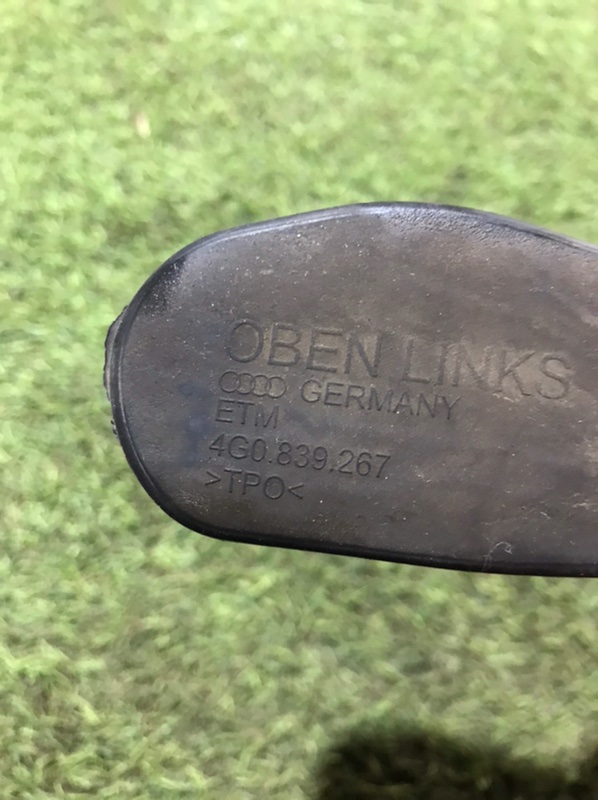 OBEN LINKS
GERMANY
ETM
4G0.839.267
>TPO<